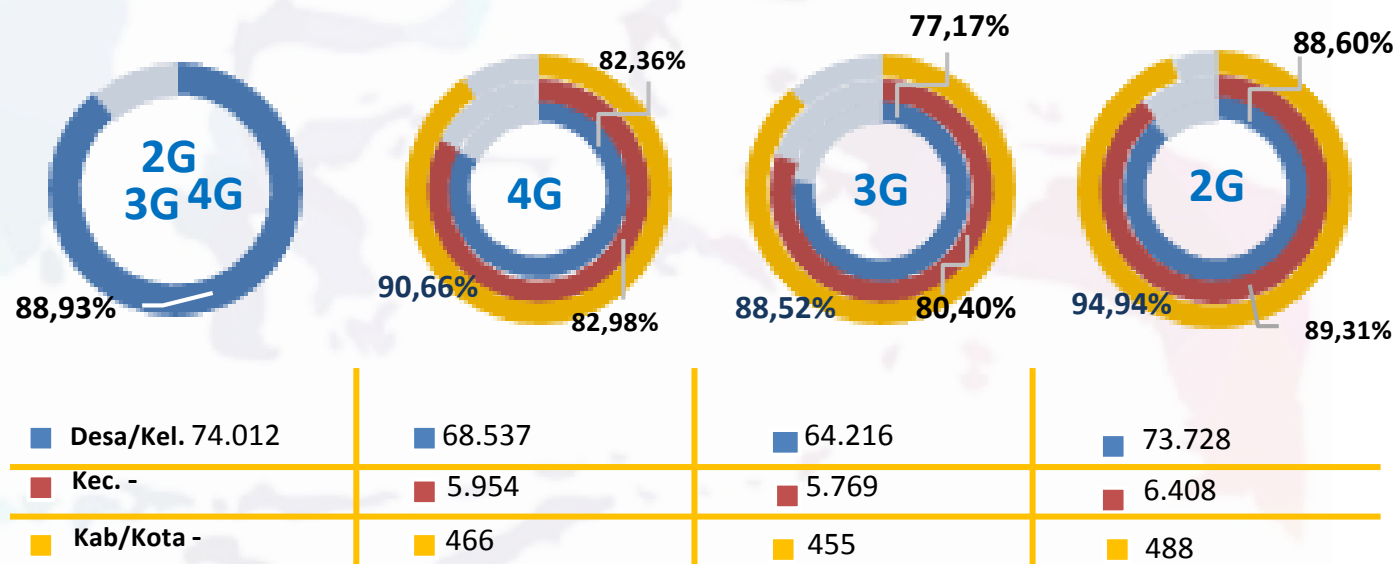 77,17%
82,36%
88,60%
2G
3G 4G
4G
3G
2G
88,93%
90,66%
82,98%
88,52%
80,40%
94,94%
89,31%
Desa/Kel. 74.012
68.537
64.216
73.728
Kec. -
5.954
5.769
6.408
Kab/Kota -
466
455
488